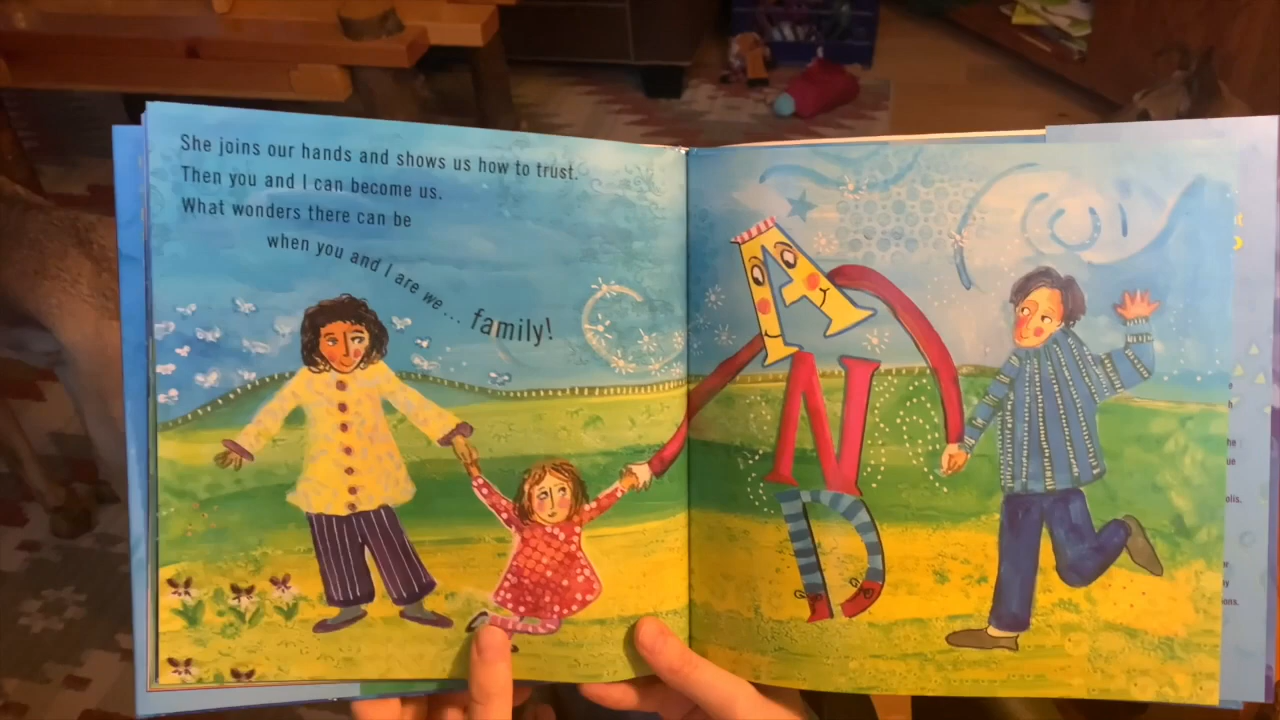 She joins our hands and shows us how to trust.
Then you and I can become us.
What wonders there can be
when you and I are we... family!
A
N
D